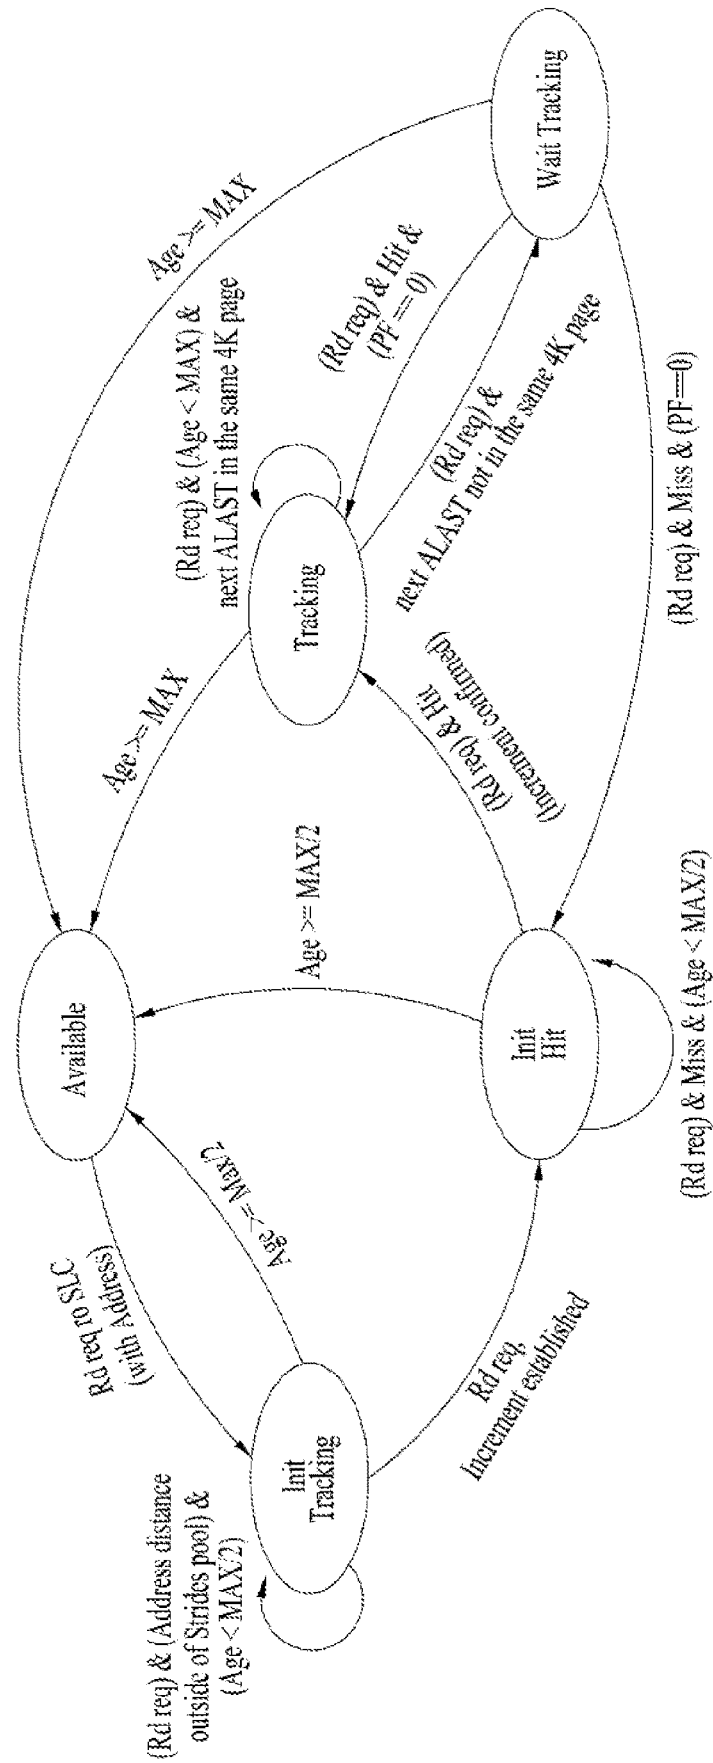 (Rd req) & (Address distance
outside of Strides pool) &
(Age < MAX/2)
Init
Tracking
Rd req to SLC
(with Address)
Age >= Max/2
Rd req,
Increment established
Available
Init
Hit
(Rd req) & Miss & (Age < MAX/2)
Age >= MAX/2
Age >= MAX
(Rd req) & Hit
(Increment confirmed)
Tracking
(Rd req) & (Age < MAX) &
next ALAST in the same 4K page
Age >= MAX
(Rd req) & Hit &
(PF == 0)
(Rd req) &
next ALAST not in the same 4K page
(Rd req) & Miss & (PF==0)
Wait Tracking